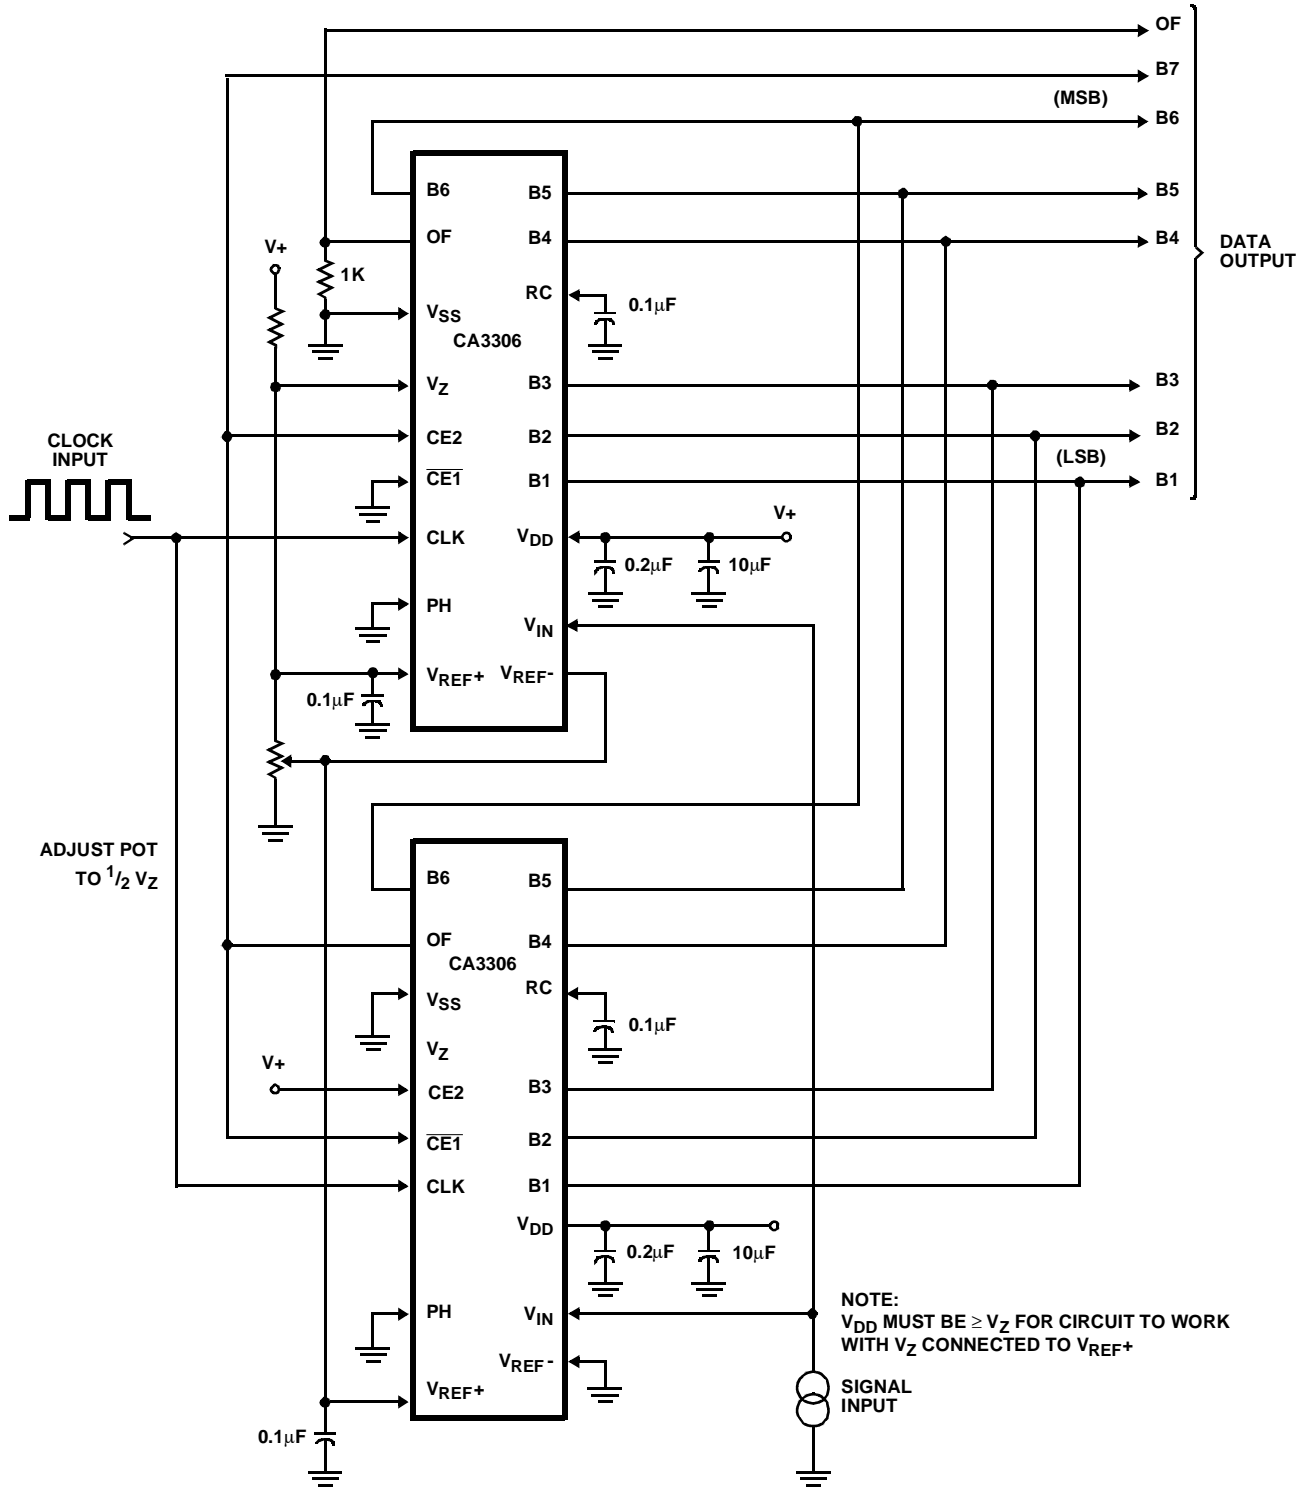 OF
B7
(MSB)
B6
B6
B5
B5
OF
B4
B4
DATA
OUTPUT
V+
1K
RC
0.1μF
VSS
CA3306
VZ
B3
B3
CLOCK
INPUT
CE2
B2
B2
(LSB)
CE1
B1
B1
V+
CLK
VDD
0.2μF
10μF
PH
VIN
VREF+
VREF-
0.1μF
ADJUST POT
TO 1/2 VZ
B6
B5
OF
B4
CA3306
RC
VSS
0.1μF
VZ
V+
CE2
B3
CE1
B2
CLK
B1
VDD
0.2μF
10μF
PH
VIN
NOTE:
VDD MUST BE ≥ VZ FOR CIRCUIT TO WORK
WITH VZ CONNECTED TO VREF+
VREF-
VREF+
SIGNAL
INPUT
0.1μF